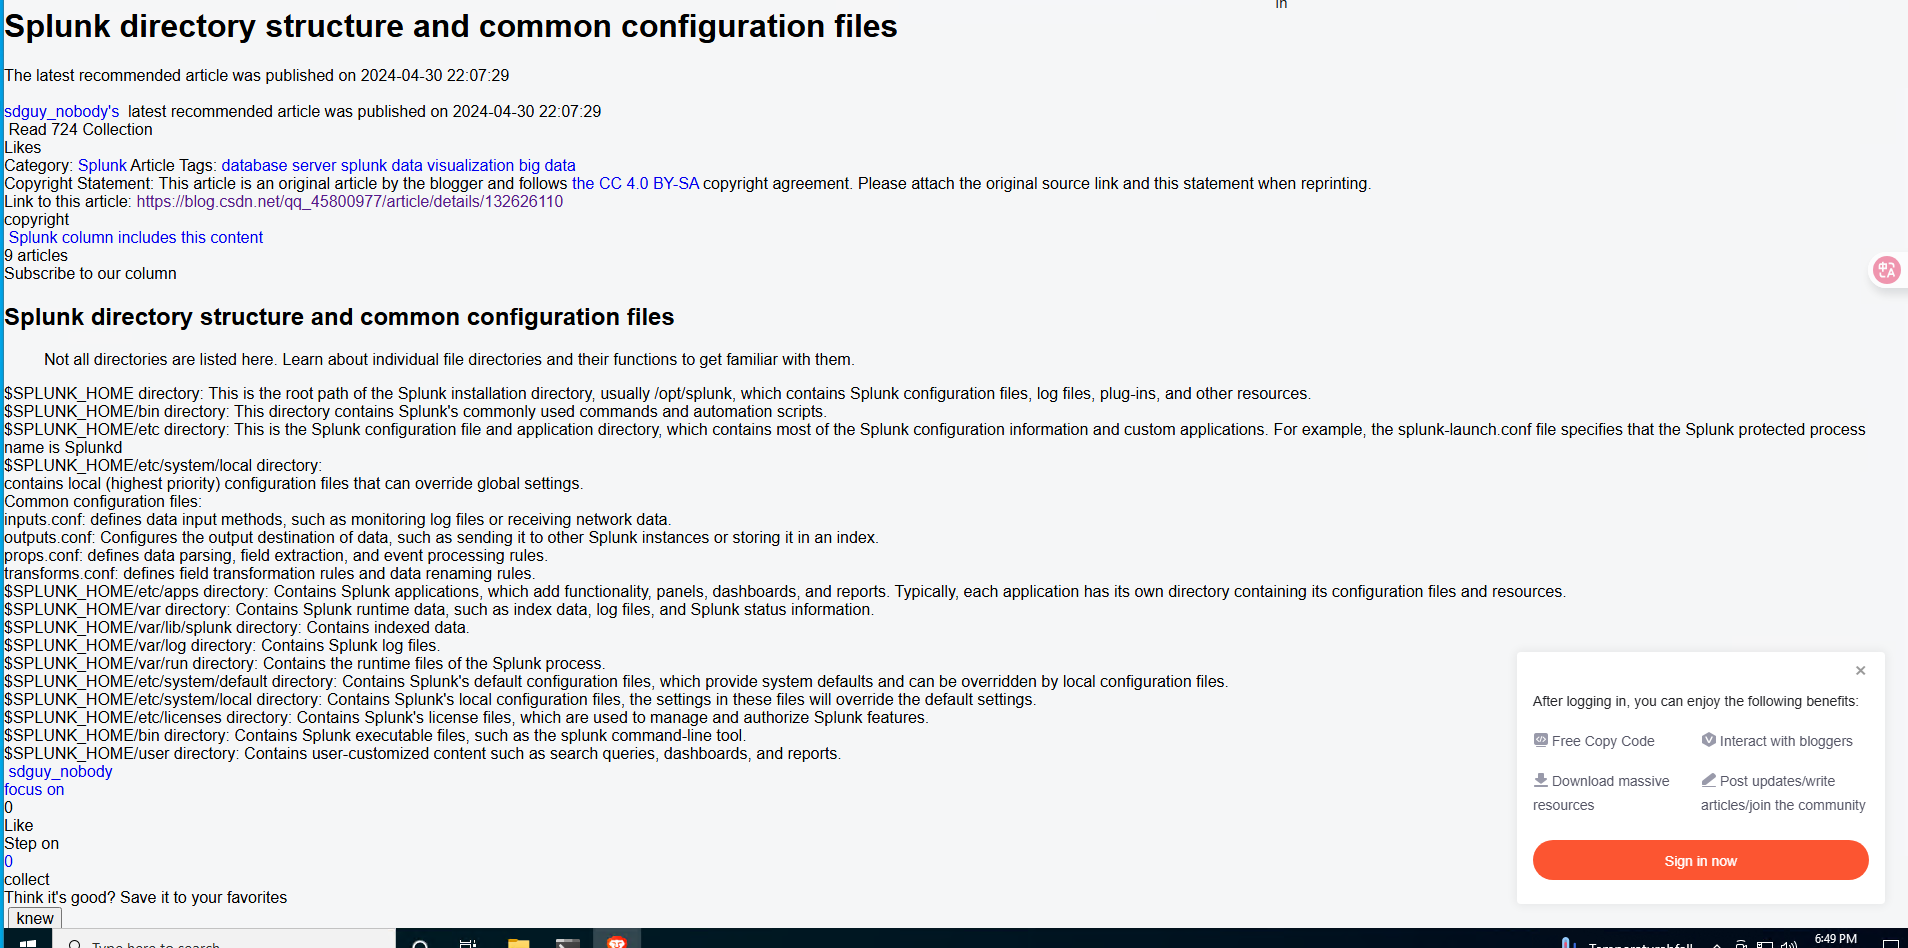 in
Splunk directory structure and common configuration files
The latest recommended article was published on 2024-04-30 22:07:29
sdguy_nobody's latest recommended article was published on 2024-04-30 22:07:29
Read 724 Collection
Likes
Category: Splunk Article Tags: database server splunk data visualization big data
Copyright Statement: This article is an original article by the blogger and follows the CC 4.0 BY-SA copyright agreement. Please attach the original source link and this statement when reprinting.
Link to this article: https://blog.csdn.net/qq_45800977/article/details/132626110
copyright
Splunk column includes this content
9 articles
Subscribe to our column
Splunk directory structure and common configuration files
Not all directories are listed here. Learn about individual file directories and their functions to get familiar with them.
$SPLUNK_HOME directory: This is the root path of the Splunk installation directory, usually /opt/splunk, which contains Splunk configuration files, log files, plug-ins, and other resources.
$SPLUNK_HOME/bin directory: This directory contains Splunk's commonly used commands and automation scripts.
$SPLUNK_HOME/etc directory: This is the Splunk configuration file and application directory, which contains most of the Splunk configuration information and custom applications. For example, the splunk-launch.conf file specifies that the Splunk protected process
name is Splunkd
$SPLUNK_HOME/etc/system/local directory:
contains local (highest priority) configuration files that can override global settings.
Common configuration files:
inputs.conf: defines data input methods, such as monitoring log files or receiving network data.
outputs.conf: Configures the output destination of data, such as sending it to other Splunk instances or storing it in an index.
props.conf: defines data parsing, field extraction, and event processing rules.
transforms.conf: defines field transformation rules and data renaming rules.
$SPLUNK_HOME/etc/apps directory: Contains Splunk applications, which add functionality, panels, dashboards, and reports. Typically, each application has its own directory containing its configuration files and resources.
$SPLUNK_HOME/var directory: Contains Splunk runtime data, such as index data, log files, and Splunk status information.
$SPLUNK_HOME/var/lib/splunk directory: Contains indexed data.
$SPLUNK_HOME/var/log directory: Contains Splunk log files.
$SPLUNK_HOME/var/run directory: Contains the runtime files of the Splunk process.
$SPLUNK_HOME/etc/system/default directory: Contains Splunk's default configuration files, which provide system defaults and can be overridden by local configuration files.
$SPLUNK_HOME/etc/system/local directory: Contains Splunk's local configuration files, the settings in these files will override the default settings.
$SPLUNK_HOME/etc/licenses directory: Contains Splunk's license files, which are used to manage and authorize Splunk features.
$SPLUNK_HOME/bin directory: Contains Splunk executable files, such as the splunk command-line tool.
$SPLUNK_HOME/user directory: Contains user-customized content such as search queries, dashboards, and reports.
sdguy_nobody
focus on
0
Like
Step on
0
collect
Think it's good? Save it to your favorites
knew
After logging in, you can enjoy the following benefits:
Free Copy Code
Interact with bloggers
Download massive
resources
Post updates/write
articles/join the community
Sign in now
中A
Type here to search
6:49 PM